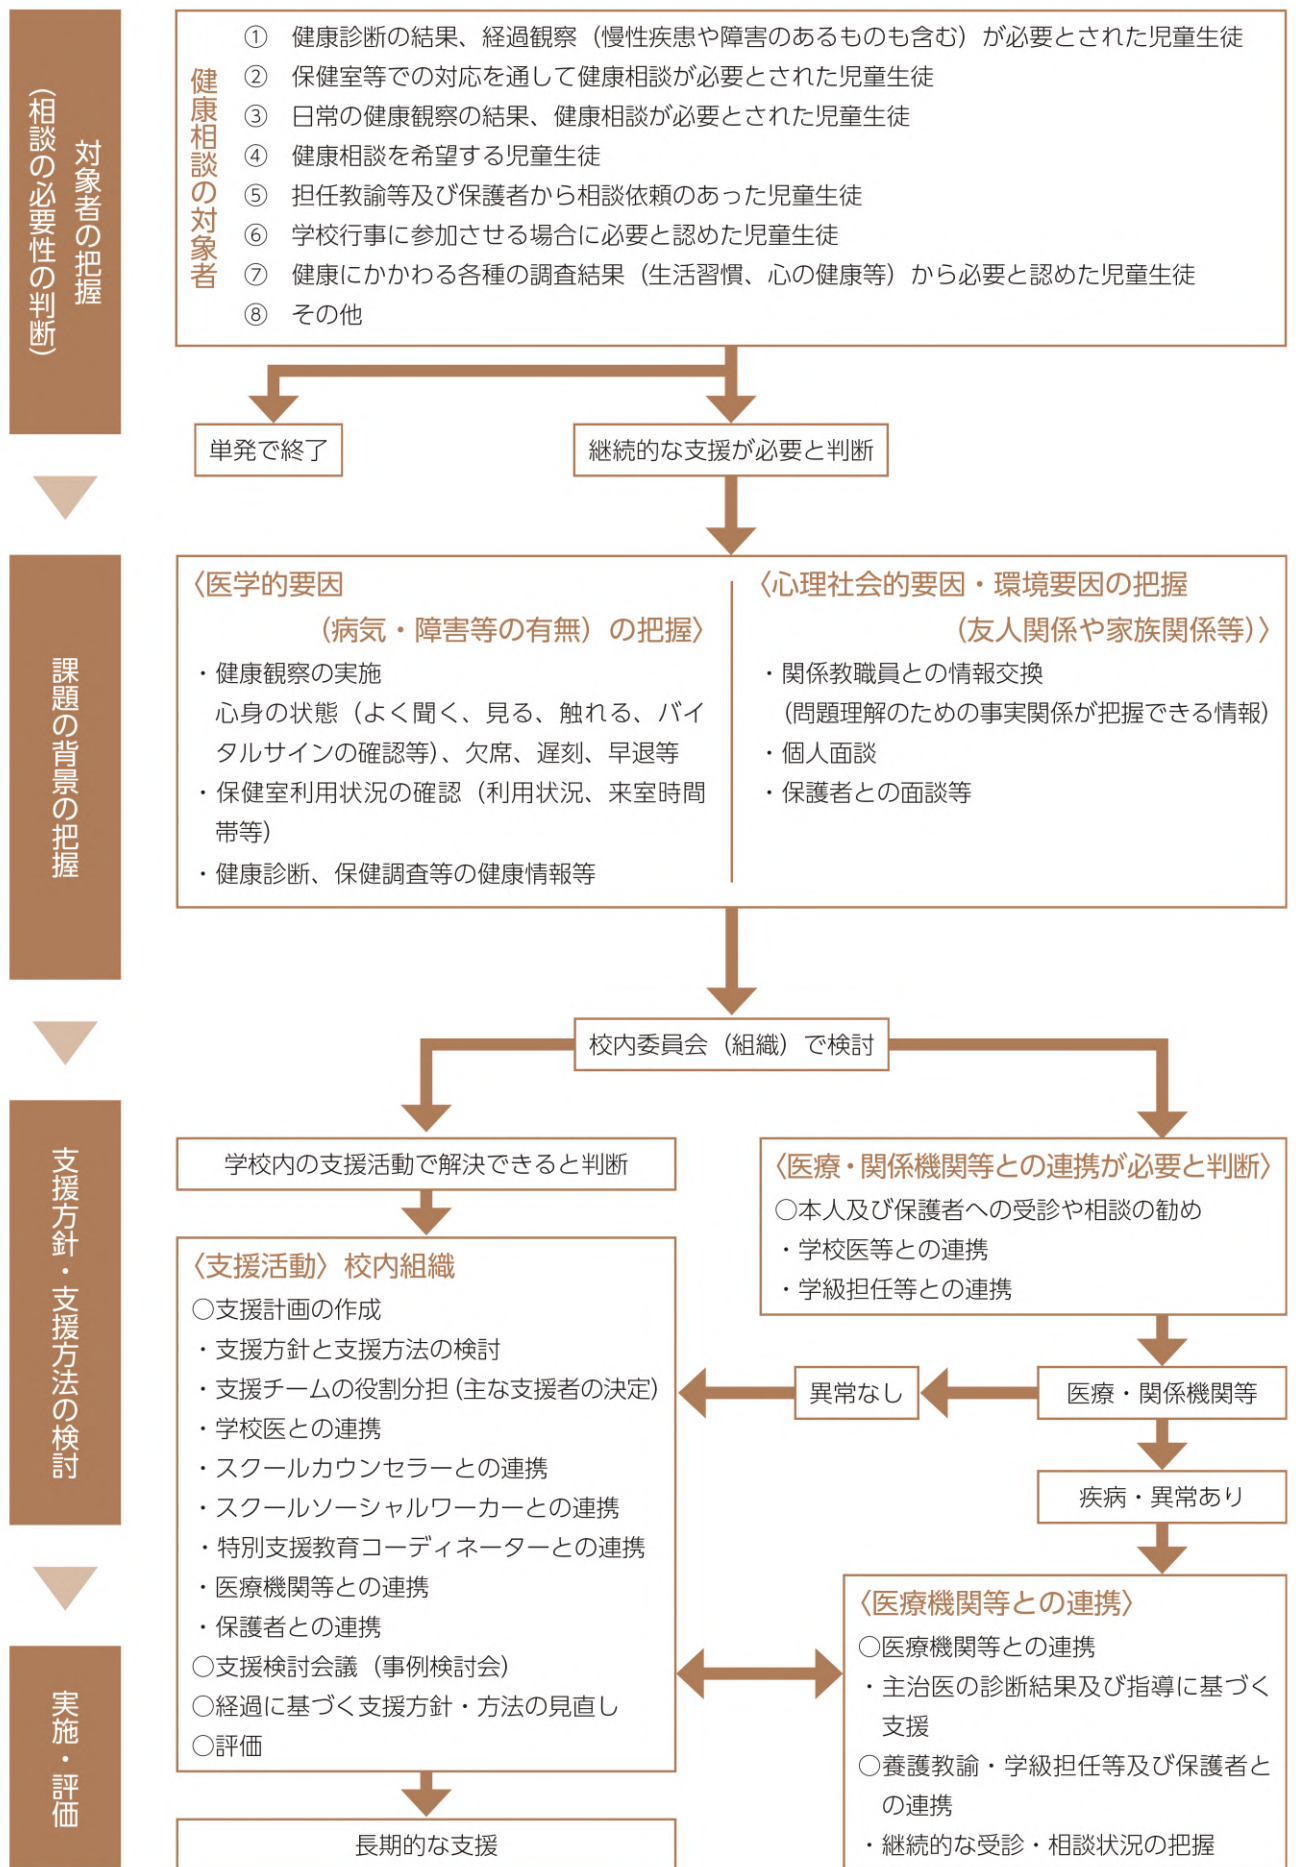 対象者の把握
(相談の必要性の判断)
健康相談の対象者
① 健康診断の結果、経過観察（慢性疾患や障害のあるものも含む）が必要とされた児童生徒
② 保健室等での対応を通して健康相談が必要とされた児童生徒
③ 日常の健康観察の結果、健康相談が必要とされた児童生徒
④ 健康相談を希望する児童生徒
⑤ 担任教諭等及び保護者から相談依頼のあった児童生徒
⑥ 学校行事に参加させる場合に必要と認めた児童生徒
⑦ 健康にかかわる各種の調査結果（生活習慣、心の健康等）から必要と認めた児童生徒
⑧ その他
単発で終了
継続的な支援が必要と判断
課題の背景の把握
〈医学的要因
（病気・障害等の有無）の把握〉
・健康観察の実施
心身の状態（よく聞く、見る、触れる、バイ
タルサインの確認等）、欠席、遅刻、早退等
・保健室利用状況の確認（利用状況、来室時間
帯等）
・健康診断、保健調査等の健康情報等
〈心理社会的要因・環境要因の把握
（友人関係や家族関係等）〉
・関係教職員との情報交換
（問題理解のための事実関係が把握できる情報）
・個人面談
・保護者との面談等
校内委員会（組織）で検討
支援方針・支援方法の検討
学校内の支援活動で解決できると判断
〈支援活動〉校内組織
○支援計画の作成
・支援方針と支援方法の検討
・支援チームの役割分担（主な支援者の決定）
・学校医との連携
・スクールカウンセラーとの連携
・スクールソーシャルワーカーとの連携
・特別支援教育コーディネーターとの連携
・医療機関等との連携
・保護者との連携
○支援検討会議（事例検討会）
○経過に基づく支援方針・方法の見直し
○評価
〈医療・関係機関等との連携が必要と判断〉
○本人及び保護者への受診や相談の勧め
・学校医等との連携
・学級担任等との連携
異常なし
医療・関係機関等
疾病・異常あり
〈医療機関等との連携〉
○医療機関等との連携
・主治医の診断結果及び指導に基づく
支援
○養護教諭・学級担任等及び保護者と
の連携
・継続的な受診・相談状況の把握
実施・評価
長期的な支援